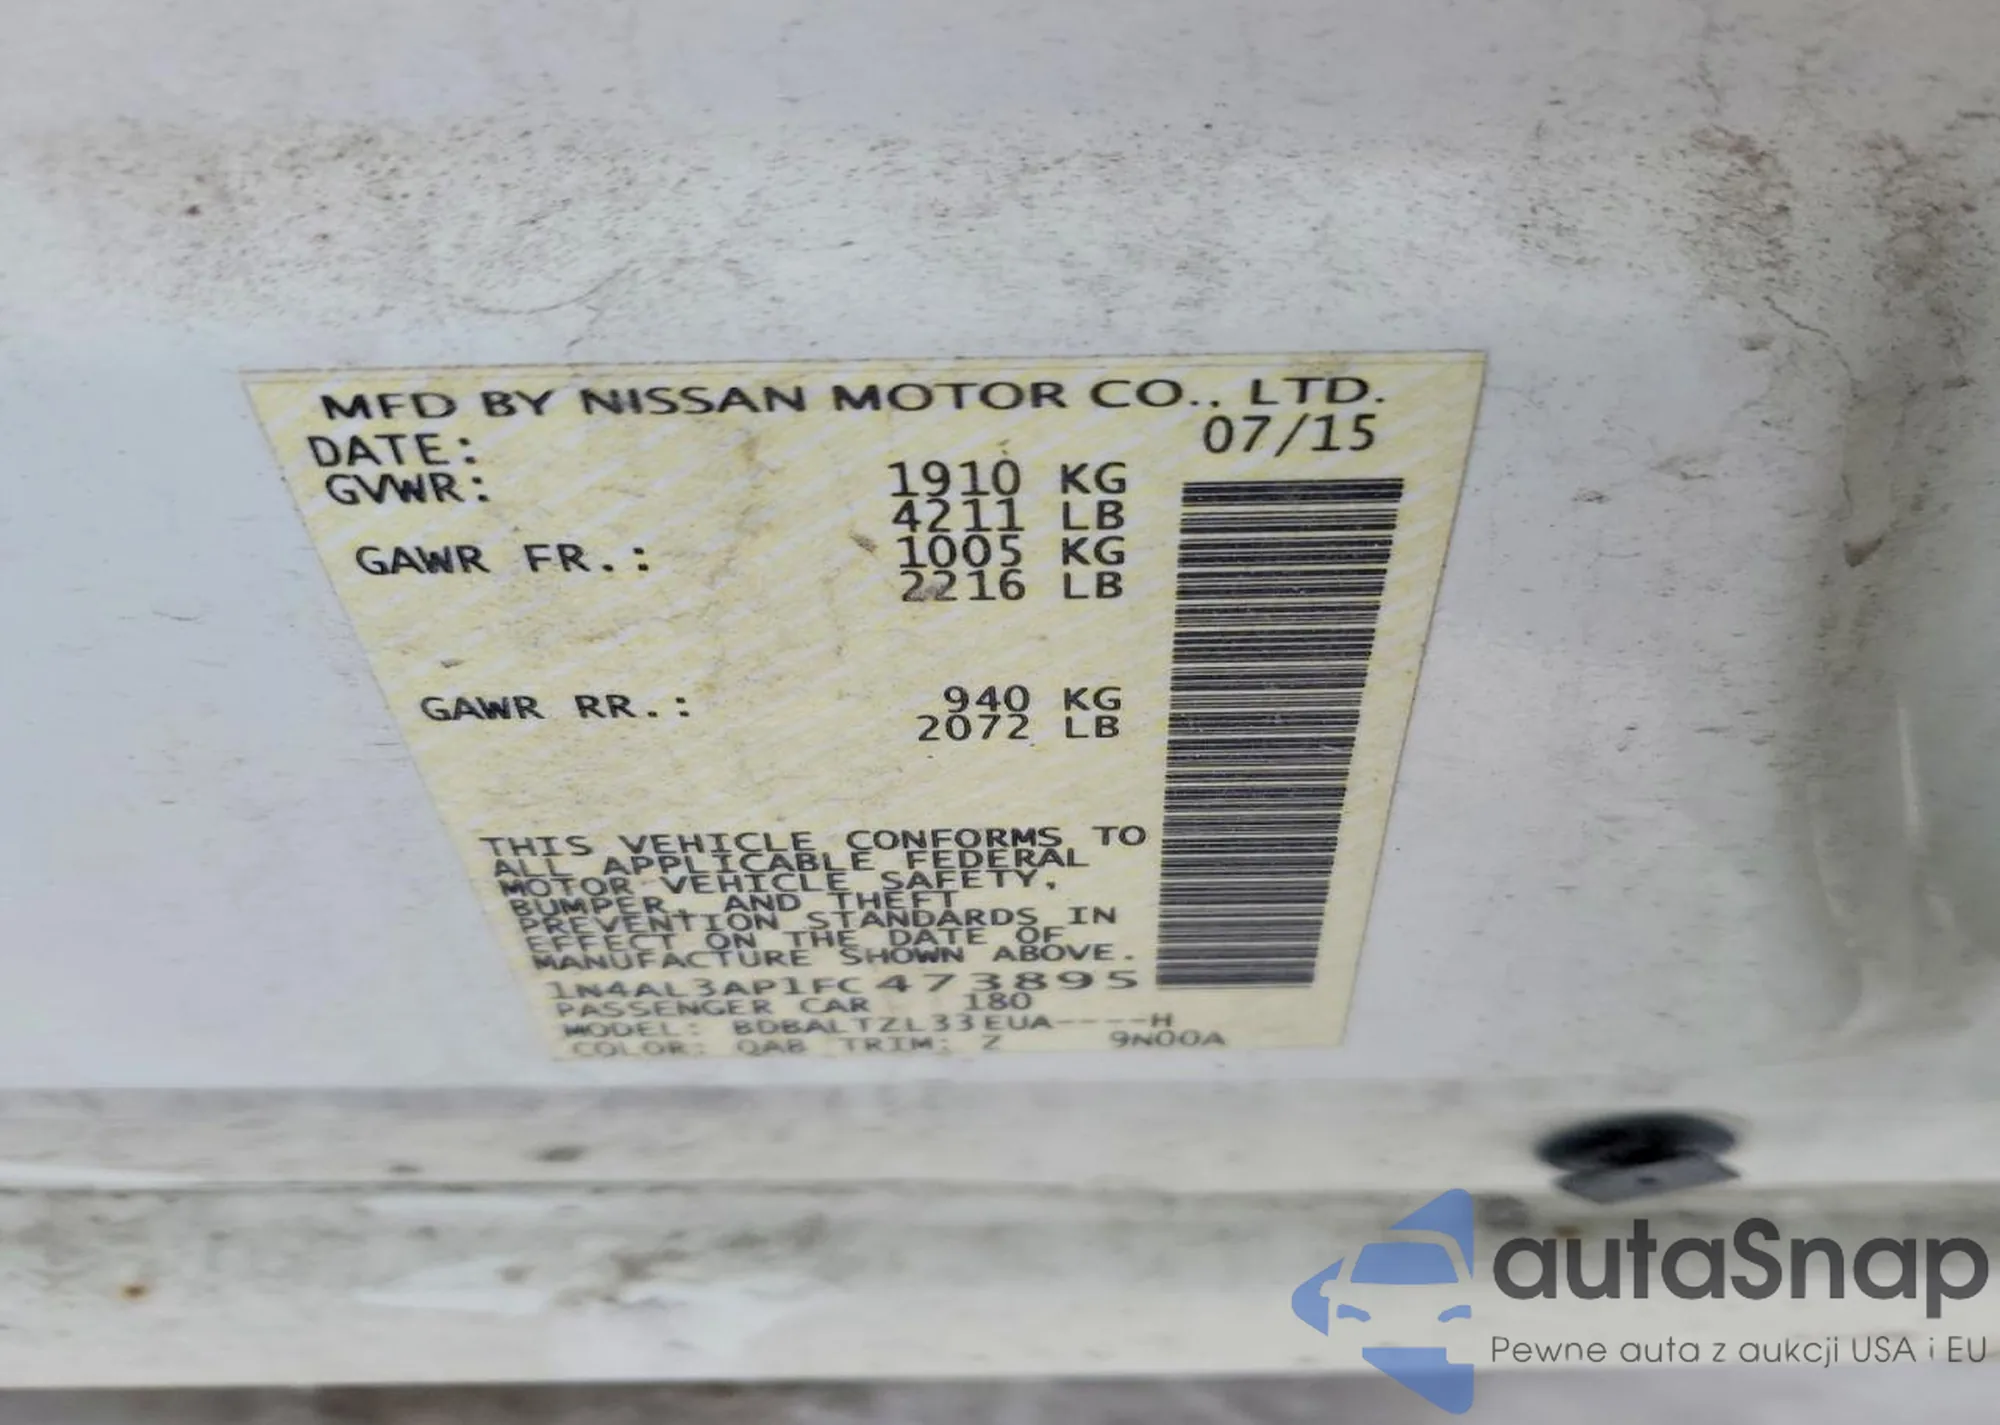 MFD BY NISSAN MOTOR CO., LTD.
DATE: 07/15
GVWR: 1910 KG
4211 LB
GAWR FR.: 1005 KG
2216 LB
GAWR RR.: 940 KG
2072 LB
THIS VEHICLE CONFORMS TO
ALL APPLICABLE FEDERAL
MOTOR VEHICLE SAFETY,
BUMPER, AND THEFT
PREVENTION STANDARDS IN
EFFECT ON THE DATE OF
MANUFACTURE SHOWN ABOVE.
1N4AL3AP1FC473895
PASSENGER CAR 180
MODEL: BDBALTZL33EUA----H
COLOR: QAB TRIM: Z 9N00A
autaSnap
Pewne auta z aukcji USA i EU